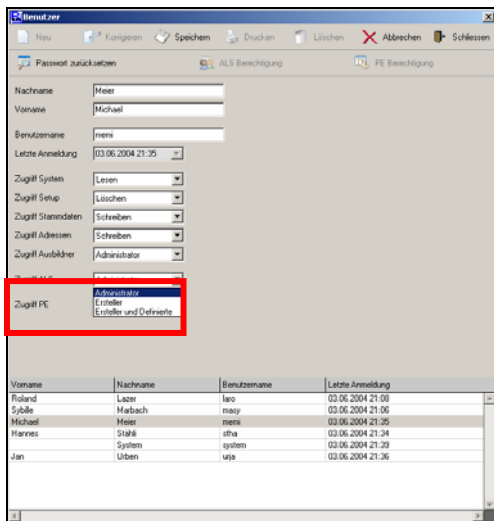 Benutzer
Neu Korrigieren Speichern Drucken Löschen Abbrechen Schliessen
Passwort zurücksetzen ALS Berechtigung PE Berechtigung
Nachname Meier
Vorname Michael
Benutzername memi
Letzte Anmeldung 03.06.2004 21:35
Zugriff System Lesen
Zugriff Setup Löschen
Zugriff Stammdaten Schreiben
Zugriff Adressen Schreiben
Zugriff Ausbildner Administrator
Administrator
Zugriff PE Ersteller
Ersteller und Definierte
Vorname Nachname Benutzername Letzte Anmeldung
Roland Lazer laro 03.06.2004 21:08
Sybille Marbach masy 03.06.2004 21:06
Michael Meier memi 03.06.2004 21:35
Hannes Stähli stha 03.06.2004 21:34
System system 03.06.2004 21:39
Jan Urben urja 03.06.2004 21:36